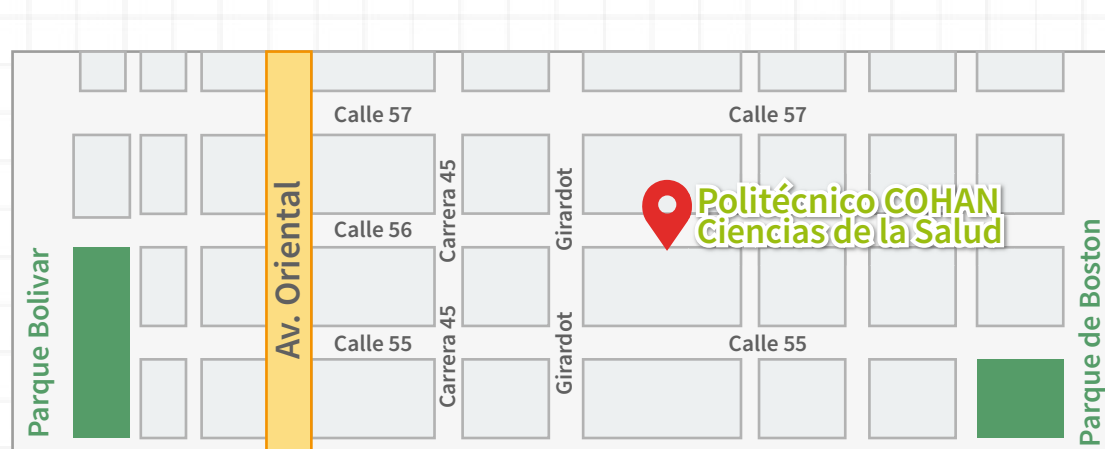 Calle 57
Calle 57
Carrera 45
Girardot
Politécnico COHAN
Ciencias de la Salud
Av. Oriental
Calle 56
Parque Bolivar
Parque de Boston
Carrera 45
Girardot
Calle 55
Calle 55